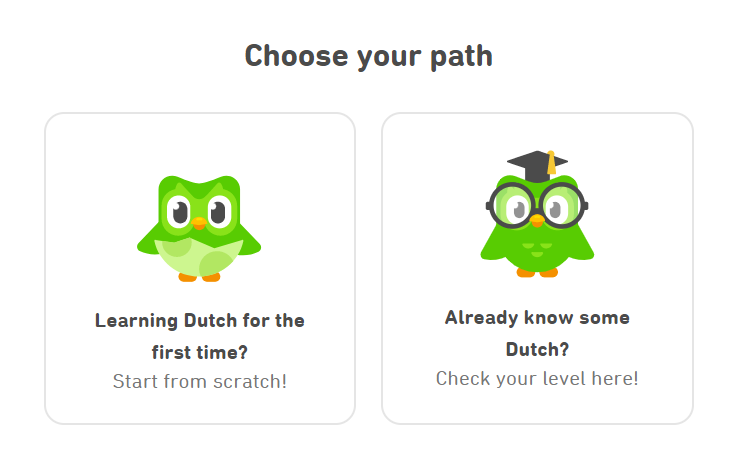 Choose your path
Learning Dutch for the
first time?
Start from scratch!
Already know some
Dutch?
Check your level here!